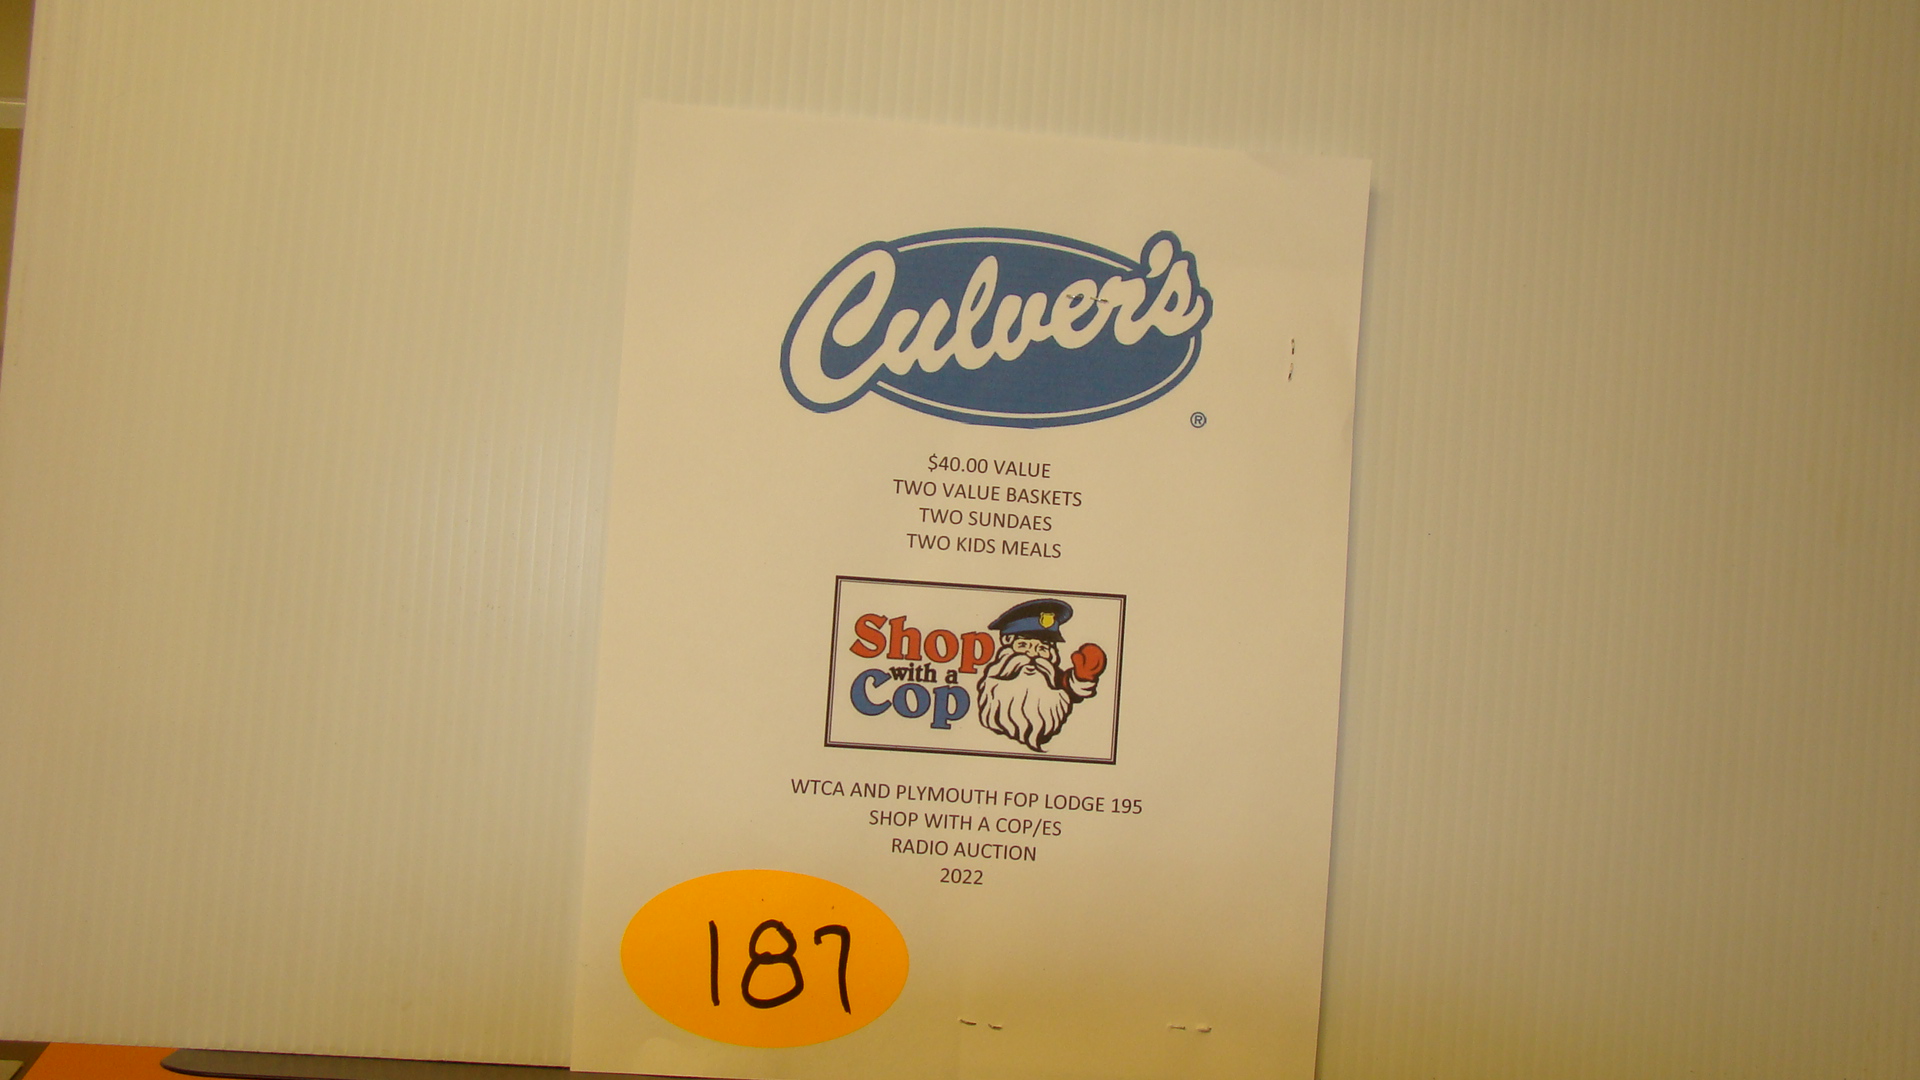 Culver's
®
$40.00 VALUE
TWO VALUE BASKETS
TWO SUNDAES
TWO KIDS MEALS
Shop
with a
Cop
WTCA AND PLYMOUTH FOP LODGE 195
SHOP WITH A COP/ES
RADIO AUCTION
2022
187